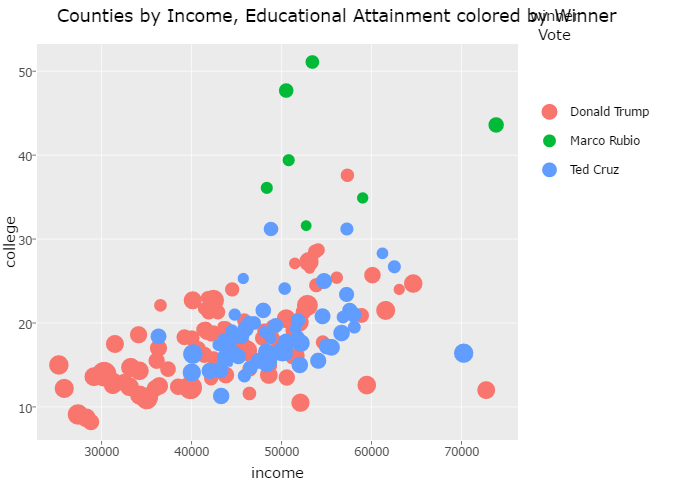 Counties by Income, Educational Attainment colored by Winner
winner
Vote
50
40
30
20
10
college
30000 40000 50000 60000 70000
income
Donald Trump
Marco Rubio
Ted Cruz